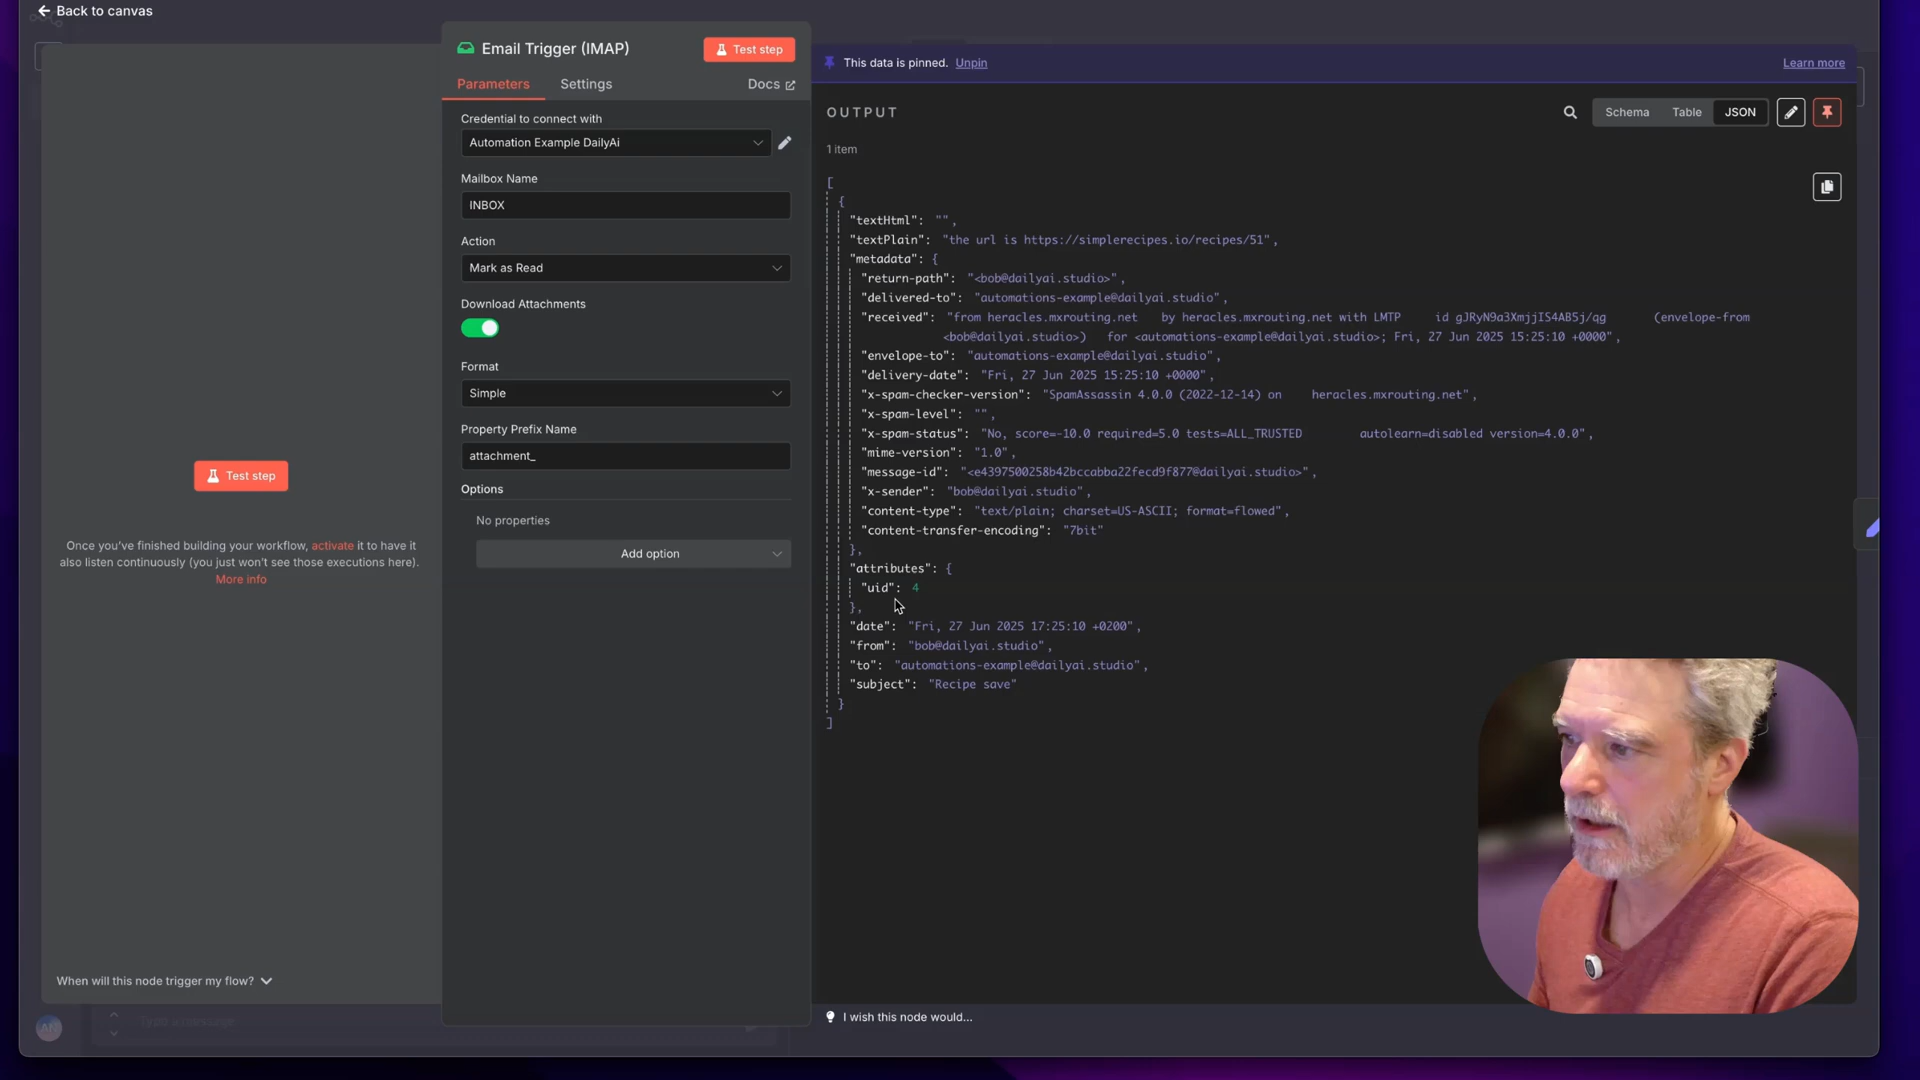 Back to canvas
Email Trigger (IMAP)
Test step
Parameters
Settings
Docs
Credential to connect with
Automation Example DailyAi
Mailbox Name
INBOX
Action
Mark as Read
Download Attachments
Format
Simple
Property Prefix Name
attachment_
Options
No properties
Add option
Test step
Once you've finished building your workflow, activate it to have it
also listen continuously (you just won't see those executions here).
More info
When will this node trigger my flow?
This data is pinned. Unpin
Learn more
OUTPUT
Schema
Table
JSON
1 item
[
{
"textHtml": "",
"textPlain": "the url is https://simplerecipes.io/recipes/51",
"metadata": {
"return-path": "<bob@dailyai.studio>",
"delivered-to": "automations-example@dailyai.studio",
"received": "from heracles.mxrouting.net by heracles.mxrouting.net with LMTP id gJRyN9a3XmjjIS4AB5j/qg (envelope-from
<bob@dailyai.studio>) for <automations-example@dailyai.studio>; Fri, 27 Jun 2025 15:25:10 +0000",
"envelope-to": "automations-example@dailyai.studio",
"delivery-date": "Fri, 27 Jun 2025 15:25:10 +0000",
"x-spam-checker-version": "SpamAssassin 4.0.0 (2022-12-14) on heracles.mxrouting.net",
"x-spam-level": "",
"x-spam-status": "No, score=-10.0 required=5.0 tests=ALL_TRUSTED autolearn=disabled version=4.0.0",
"mime-version": "1.0",
"message-id": "<e4397500258b42bccabba22fecd9f877@dailyai.studio>",
"x-sender": "bob@dailyai.studio",
"content-type": "text/plain; charset=US-ASCII; format=flowed",
"content-transfer-encoding": "7bit"
},
"attributes": {
"uid": 4
},
"date": "Fri, 27 Jun 2025 17:25:10 +0200",
"from": "bob@dailyai.studio",
"to": "automations-example@dailyai.studio",
"subject": "Recipe save"
}
]
I wish this node would...